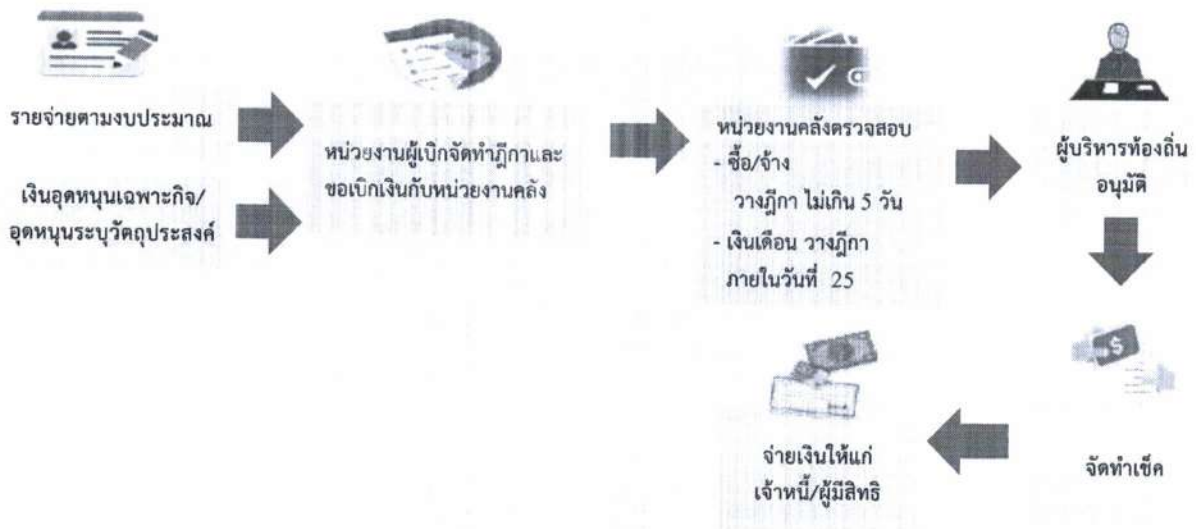 รายจ่ายตามงบประมาณ
เงินอุดหนุนเฉพาะกิจ/
อุดหนุนระบุวัตถุประสงค์
หน่วยงานผู้เบิกจัดทำฎีกาและ
ขอเบิกเงินกับหน่วยงานคลัง
หน่วยงานคลังตรวจสอบ
- ซื้อ/จ้าง
วางฎีกา ไม่เกิน 5 วัน
- เงินเดือน วางฎีกา
ภายในวันที่ 25
ผู้บริหารท้องถิ่น
อนุมัติ
จัดทำเช็ค
จ่ายเงินให้แก่
เจ้าหนี้/ผู้มีสิทธิ